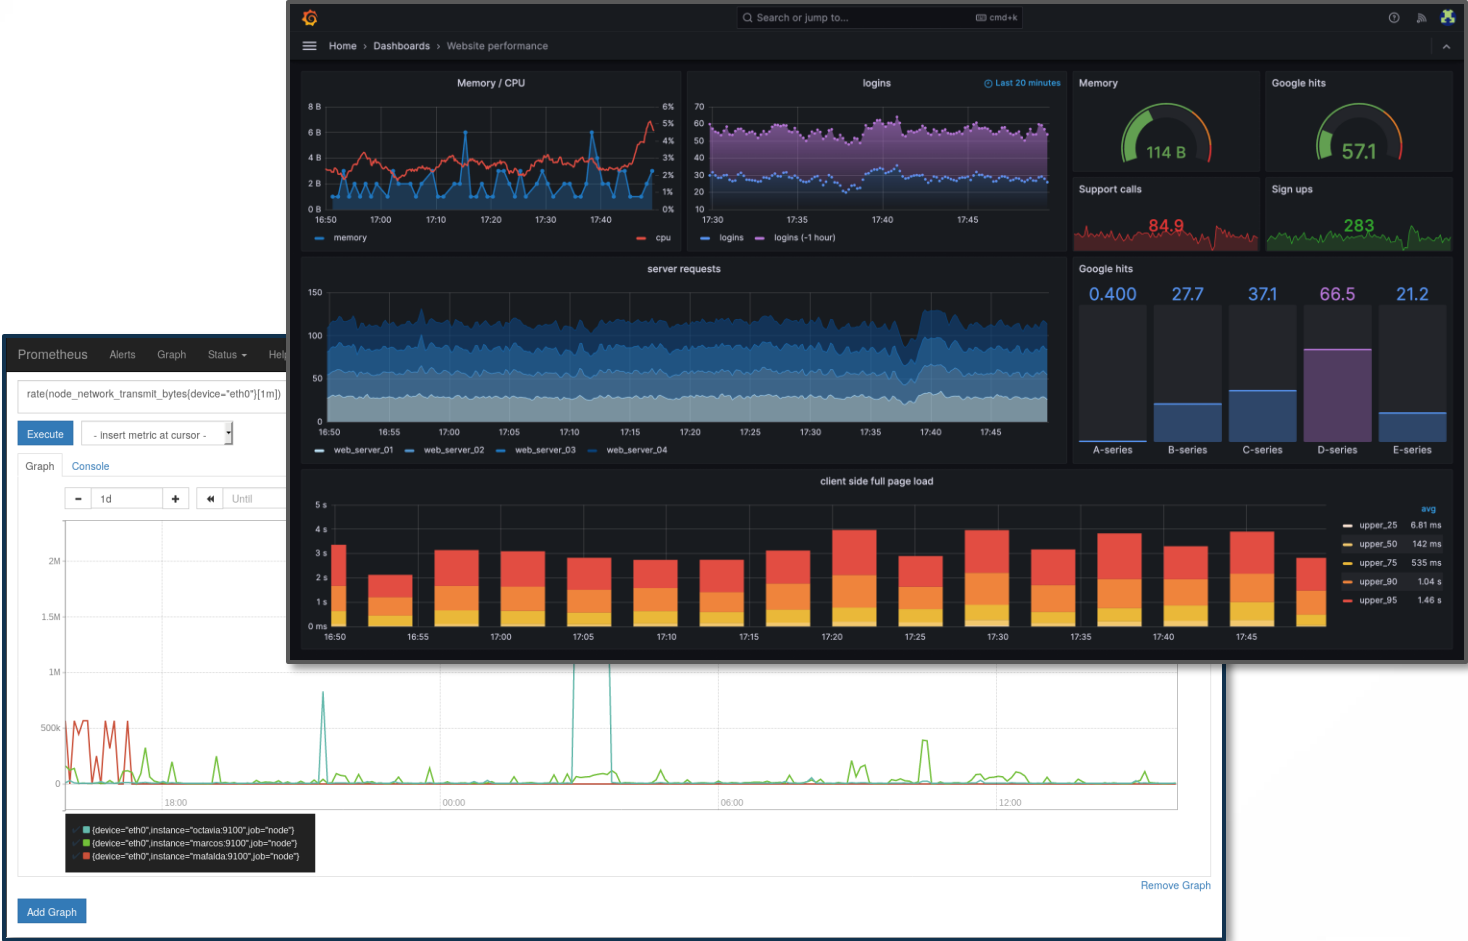 Search or jump to...
cmd+k
Home › Dashboards › Website performance
Memory / CPU
8 B
6 B
4 B
2 B
0 B
6%
5%
4%
3%
2%
1%
0%
16:50 17:00 17:10 17:20 17:30 17:40
memory
cpu
logins
Last 20 minutes
70
60
50
40
30
20
10
17:30 17:35 17:40 17:45
logins logins (-1 hour)
Memory
114 B
Google hits
57.1
Support calls
84.9
Sign ups
283
server requests
150
100
50
0
16:50 16:55 17:00 17:05 17:10 17:15 17:20 17:25 17:30 17:35 17:40 17:45
web_server_01 web_server_02 web_server_03 web_server_04
Google hits
0.400 27.7 37.1 66.5 21.2
A-series B-series C-series D-series E-series
client side full page load
5 s
4 s
3 s
2 s
1 s
0 ms
16:50 16:55 17:00 17:05 17:10 17:15 17:20 17:25 17:30 17:35 17:40 17:45
avg
upper_25 6.81 ms
upper_50 142 ms
upper_75 535 ms
upper_90 1.04 s
upper_95 1.46 s
Prometheus Alerts Graph Status Help
rate(node_network_transmit_bytes{device="eth0"}[1m])
Execute
- insert metric at cursor -
Graph Console
1d
Until
2M
1.5M
1M
500k
0
18:00 00:00 06:00 12:00
{device="eth0",instance="octavia:9100",job="node"}
{device="eth0",instance="marcos:9100",job="node"}
{device="eth0",instance="mafalda:9100",job="node"}
Remove Graph
Add Graph